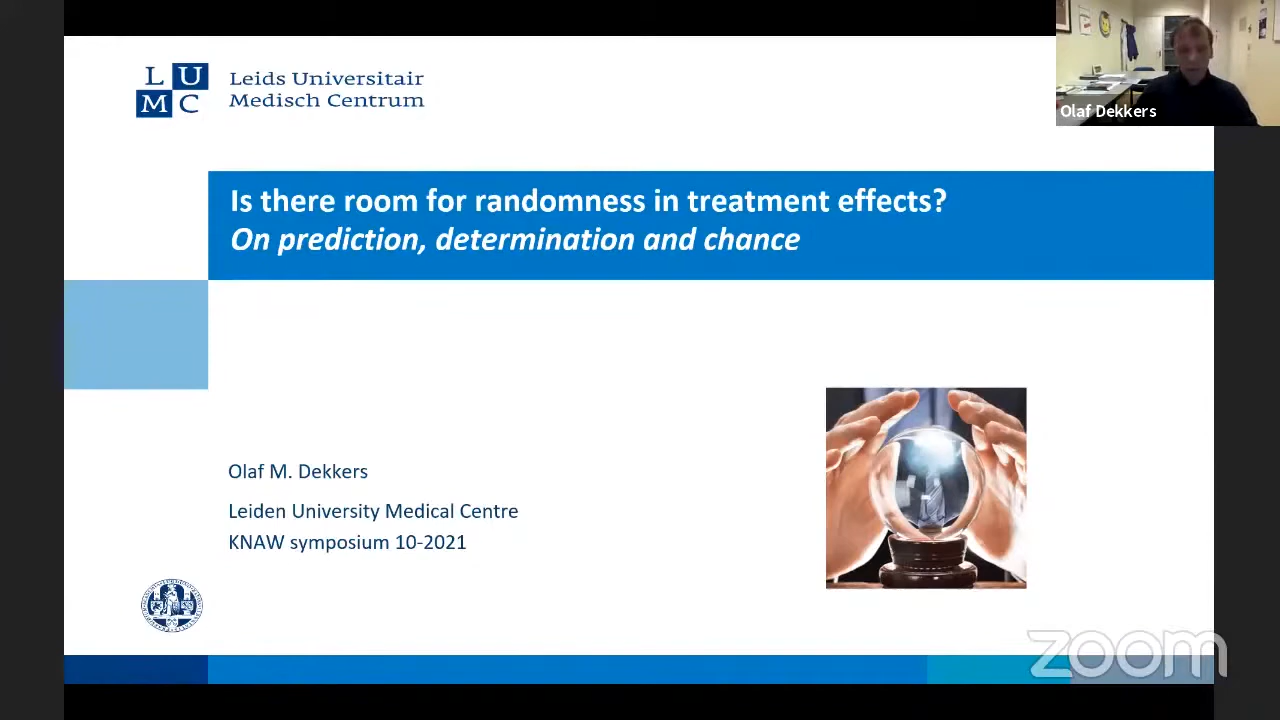 L U
M C
Leids Universitair
Medisch Centrum
Olaf Dekkers
Is there room for randomness in treatment effects?
On prediction, determination and chance
Olaf M. Dekkers
Leiden University Medical Centre
KNAW symposium 10-2021
zoom